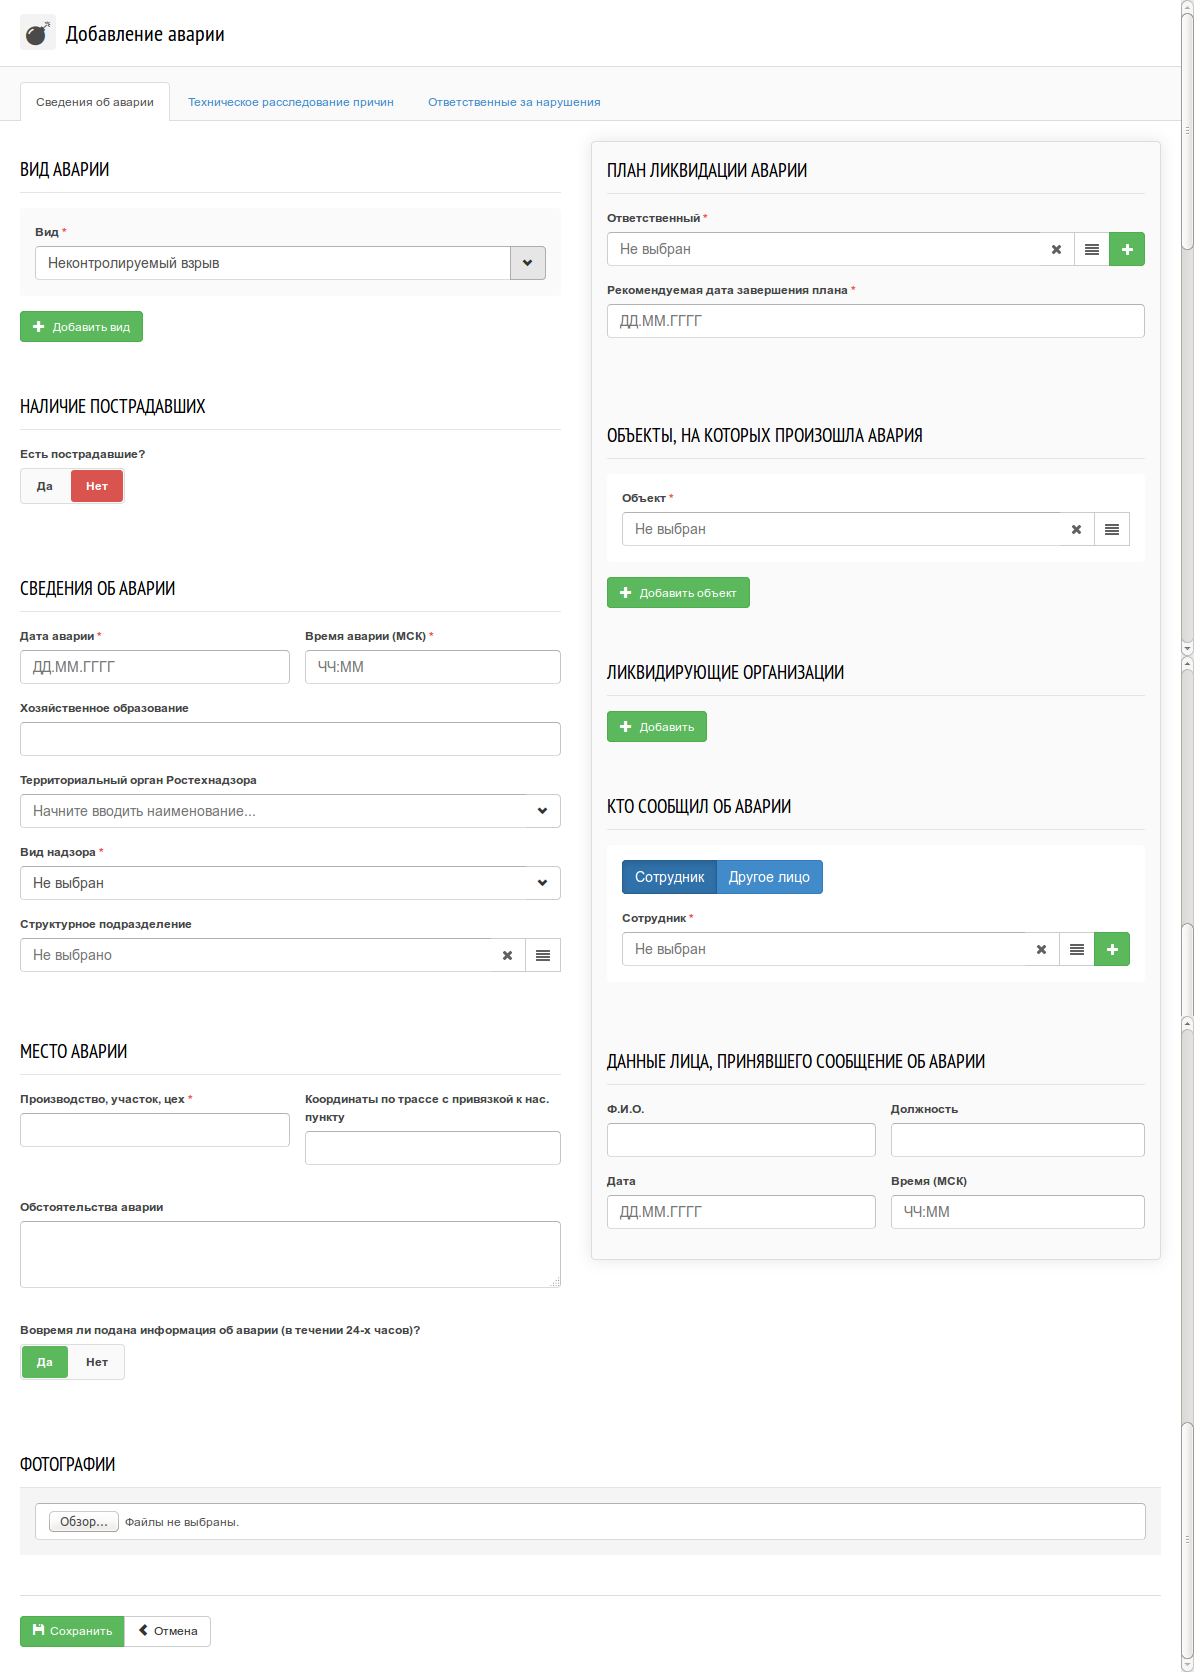 Добавление аварии
Сведения об аварии
Техническое расследование причин
Ответственные за нарушения
ВИД АВАРИИ
Вид *
Неконтролируемый взрыв
Добавить вид
НАЛИЧИЕ ПОСТРАДАВШИХ
Есть пострадавшие?
Да
Нет
СВЕДЕНИЯ ОБ АВАРИИ
Дата аварии *
Время аварии (МСК) *
ДД.ММ.ГГГГ
ЧЧ:ММ
Хозяйственное образование
Территориальный орган Ростехнадзора
Начните вводить наименование...
Вид надзора *
Не выбран
Структурное подразделение
Не выбрано
МЕСТО АВАРИИ
Производство, участок, цех *
Координаты по трассе с привязкой к нас.
пункту
Обстоятельства аварии
Вовремя ли подана информация об аварии (в течении 24-х часов)?
Да
Нет
ПЛАН ЛИКВИДАЦИИ АВАРИИ
Ответственный *
Не выбран
Рекомендуемая дата завершения плана *
ДД.ММ.ГГГГ
ОБЪЕКТЫ, НА КОТОРЫХ ПРОИЗОШЛА АВАРИЯ
Объект *
Не выбран
Добавить объект
ЛИКВИДИРУЮЩИЕ ОРГАНИЗАЦИИ
Добавить
КТО СООБЩИЛ ОБ АВАРИИ
Сотрудник
Другое лицо
Сотрудник *
Не выбран
ДАННЫЕ ЛИЦА, ПРИНЯВШЕГО СООБЩЕНИЕ ОБ АВАРИИ
Ф.И.О.
Должность
Дата
Время (МСК)
ДД.ММ.ГГГГ
ЧЧ:ММ
ФОТОГРАФИИ
Обзор...
Файлы не выбраны.
Сохранить
Отмена